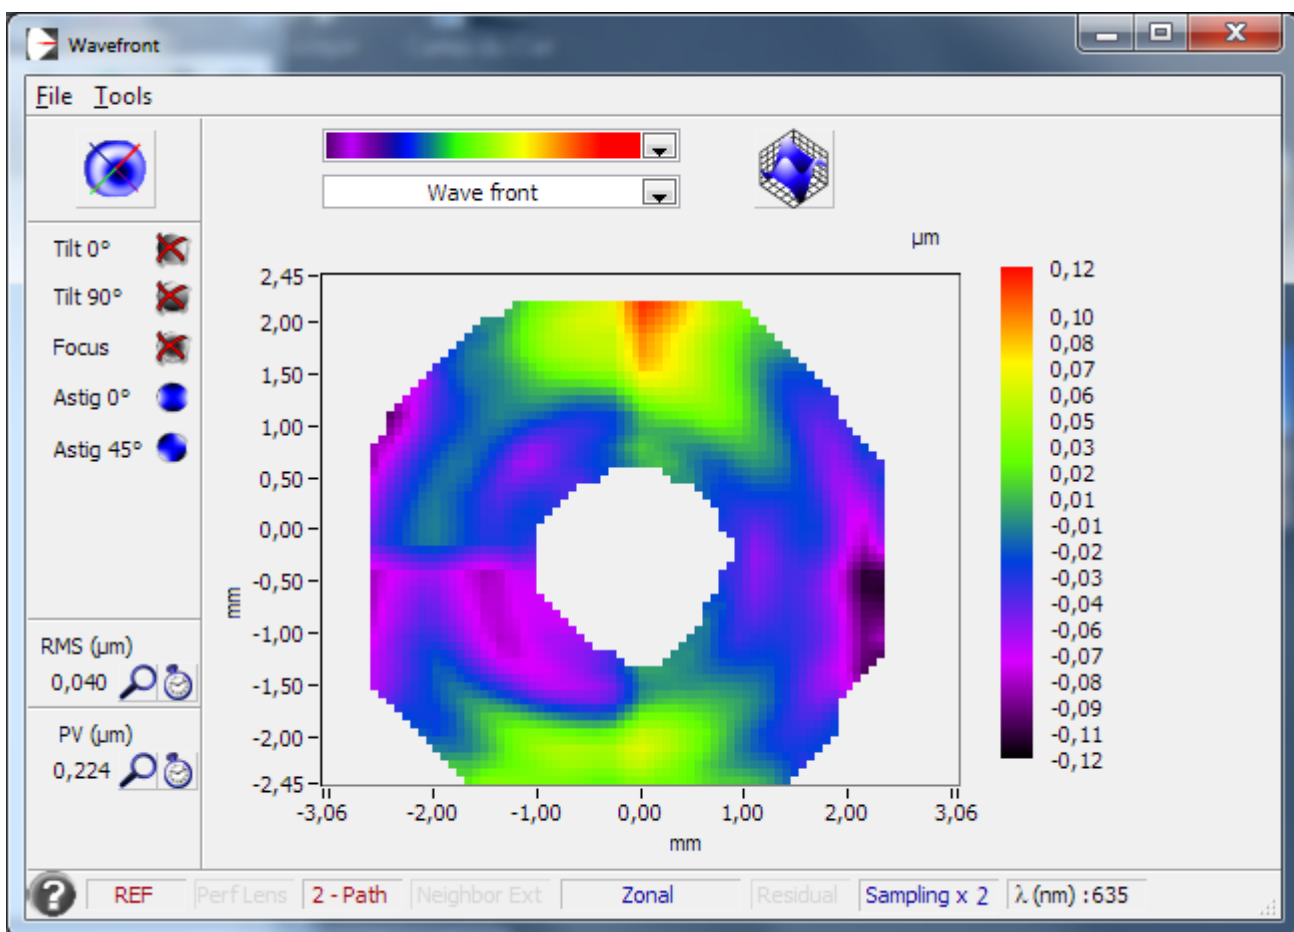 Wavefront
File Tools
Wave front
Tilt 0°
Tilt 90°
Focus
Astig 0°
Astig 45°
RMS (µm)
0,040
PV (µm)
0,224
µm
2,45
2,00
1,50
1,00
0,50
0,00
-0,50
-1,00
-1,50
-2,00
-2,45
mm
-3,06 -2,00 -1,00 0,00 1,00 2,00 3,06
mm
0,12
0,10
0,08
0,07
0,06
0,05
0,03
0,02
0,01
-0,01
-0,02
-0,03
-0,04
-0,06
-0,07
-0,08
-0,09
-0,11
-0,12
REF Perf Lens 2 - Path Neighbor Ext Zonal Residual Sampling x 2 λ (nm) : 635